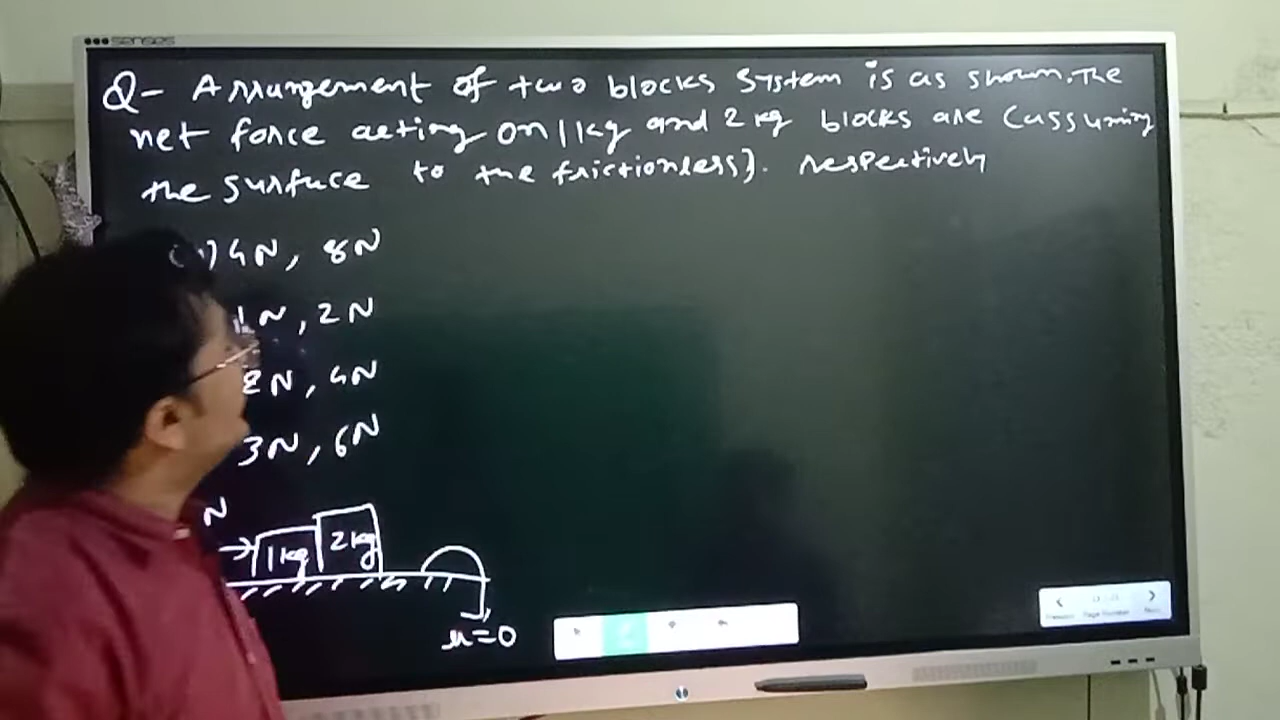 senses
Q- Arrangement of two blocks system is as shown. The
net force acting on 1kg and 2kg blocks are (assuming
the surface to the frictionless). respectively
4N, 8N
1N, 2N
2N, 4N
3N, 6N
N
1kg 2kg
μ=0